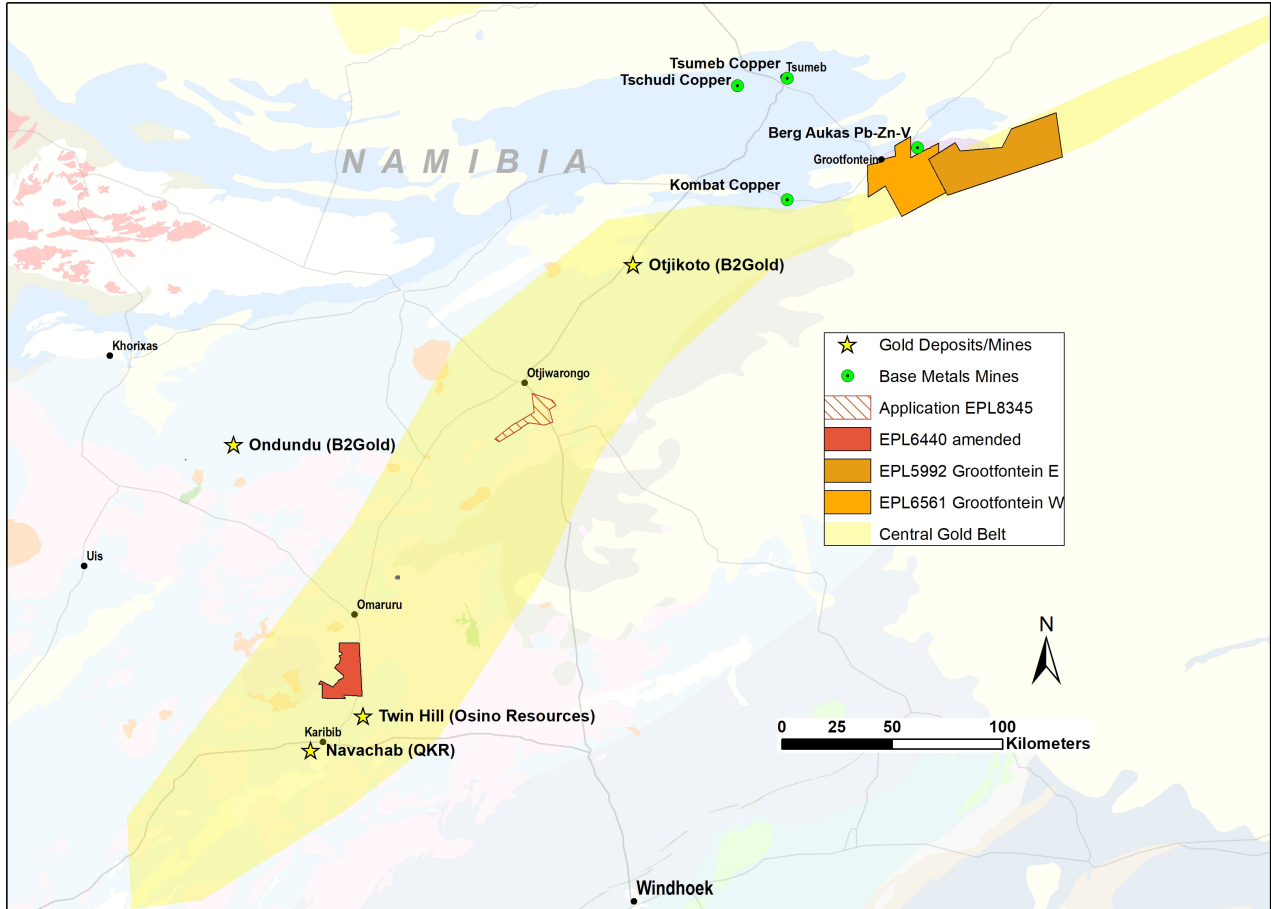 Tsumeb Copper
Tsumeb
Tschudi Copper
Berg Aukas Pb-Zn-V
NAMIBIA
Grootfontein
Kombat Copper
Otjikoto (B2Gold)
Khorixas
Gold Deposits/Mines
Otjiwarongo
Base Metals Mines
Application EPL8345
Ondundu (B2Gold)
EPL6440 amended
EPL5992 Grootfontein E
EPL6561 Grootfontein W
Central Gold Belt
Uis
Omaruru
N
Twin Hill (Osino Resources)
0 25 50 100
Kilometers
Karibib
Navachab (QKR)
Windhoek